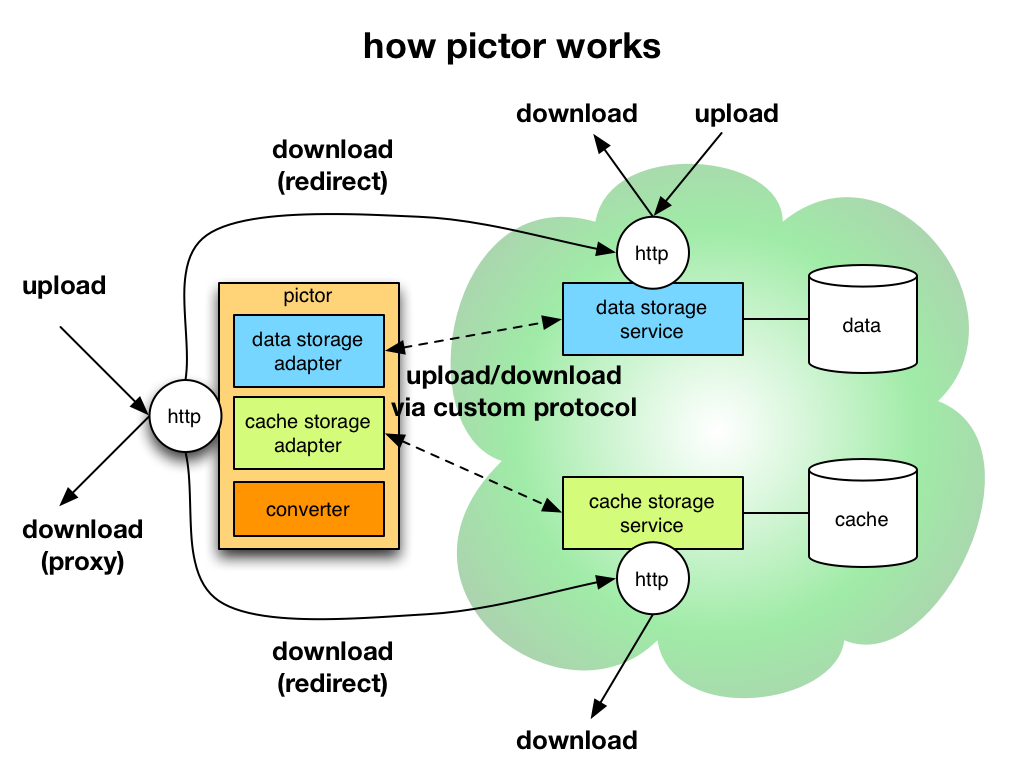 how pictor works
download
upload
download
(redirect)
http
upload
pictor
data storage
adapter
data storage
service
data
upload/download
via custom protocol
http
cache storage
adapter
cache storage
service
cache
converter
download
(proxy)
http
download
(redirect)
download